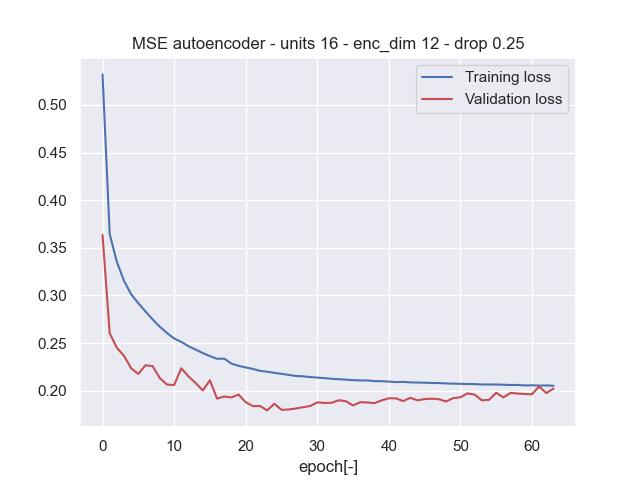 MSE autoencoder - units 16 - enc_dim 12 - drop 0.25
Training loss
Validation loss
0.50
0.45
0.40
0.35
0.30
0.25
0.20
0 10 20 30 40 50 60
epoch[-]